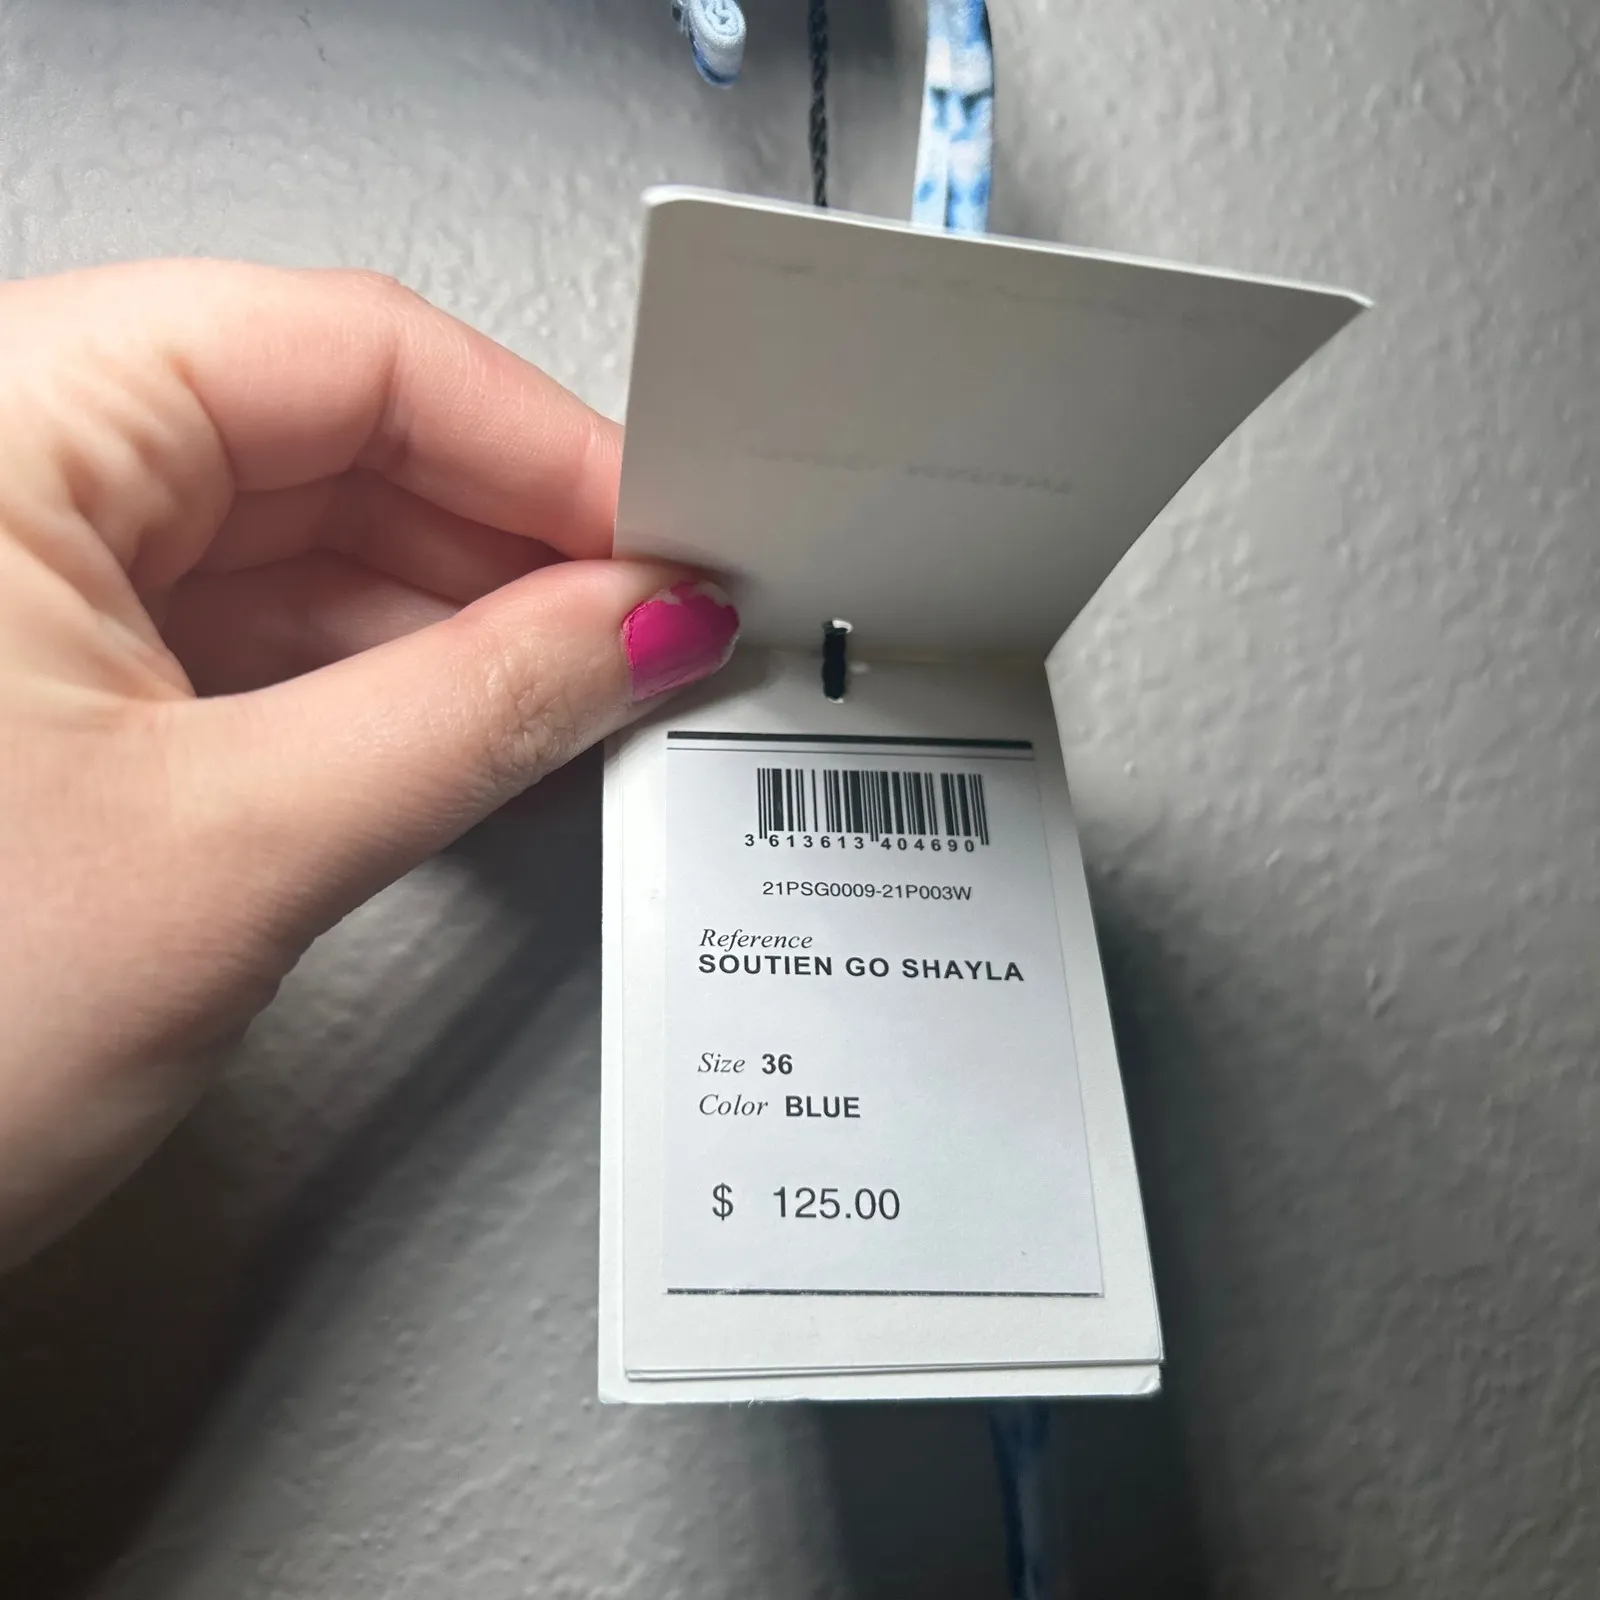 3 613613 404690
21PSG0009-21P003W
Reference
SOUTIEN GO SHAYLA
Size 36
Color BLUE
$ 125.00